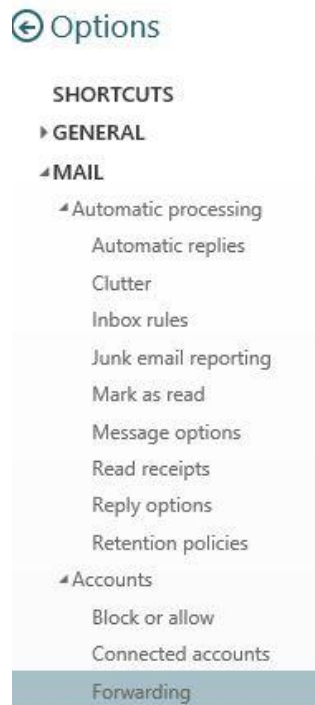 Options
SHORTCUTS
GENERAL
MAIL
Automatic processing
Automatic replies
Clutter
Inbox rules
Junk email reporting
Mark as read
Message options
Read receipts
Reply options
Retention policies
Accounts
Block or allow
Connected accounts
Forwarding